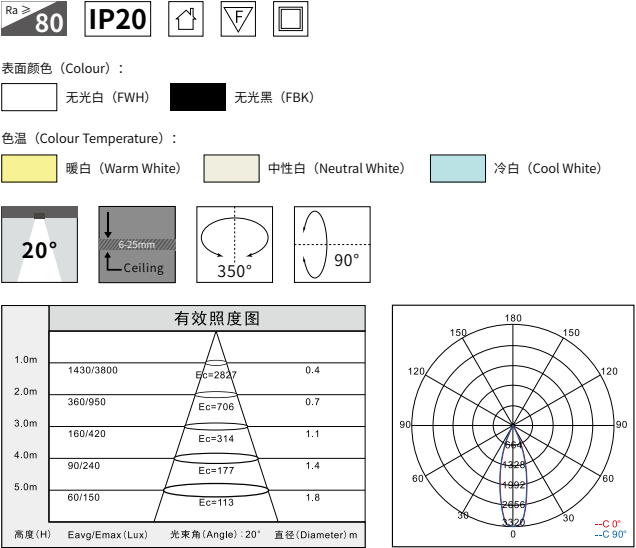 Ra ≥ 80 IP20 F
表面颜色（Colour）：
无光白（FWH） 无光黑（FBK）
色温（Colour Temperature）：
暖白（Warm White） 中性白（Neutral White） 冷白（Cool White）
20° 6-25mm Ceiling 350° 90°
有效照度图
1.0m 1430/3800 Ec=2827 0.4
2.0m 360/950 Ec=706 0.7
3.0m 160/420 Ec=314 1.1
4.0m 90/240 Ec=177 1.4
5.0m 60/150 Ec=113 1.8
高度(H) Eavg/Emax(Lux) 光束角(Angle)：20° 直径(Diameter) m
180
150 150
120 120
90 90
664
1328
60 60
1992
2656
30 30
3320
0
--C 0°
--C 90°